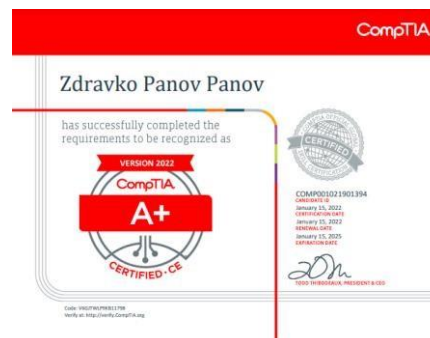 CompTIA
Zdravko Panov Panov
has successfully completed the
requirements to be recognized as
VERSION 2022
CompTIA
A+
CERTIFIED • CE
CERTIFIED
COMP001021901394
CANDIDATE ID
January 15, 2022
CERTIFICATION DATE
January 15, 2022
RENEWAL DATE
January 15, 2025
EXPIRATION DATE
TODD THIBODEAUX, PRESIDENT & CEO
Verify at: http://verify.CompTIA.org